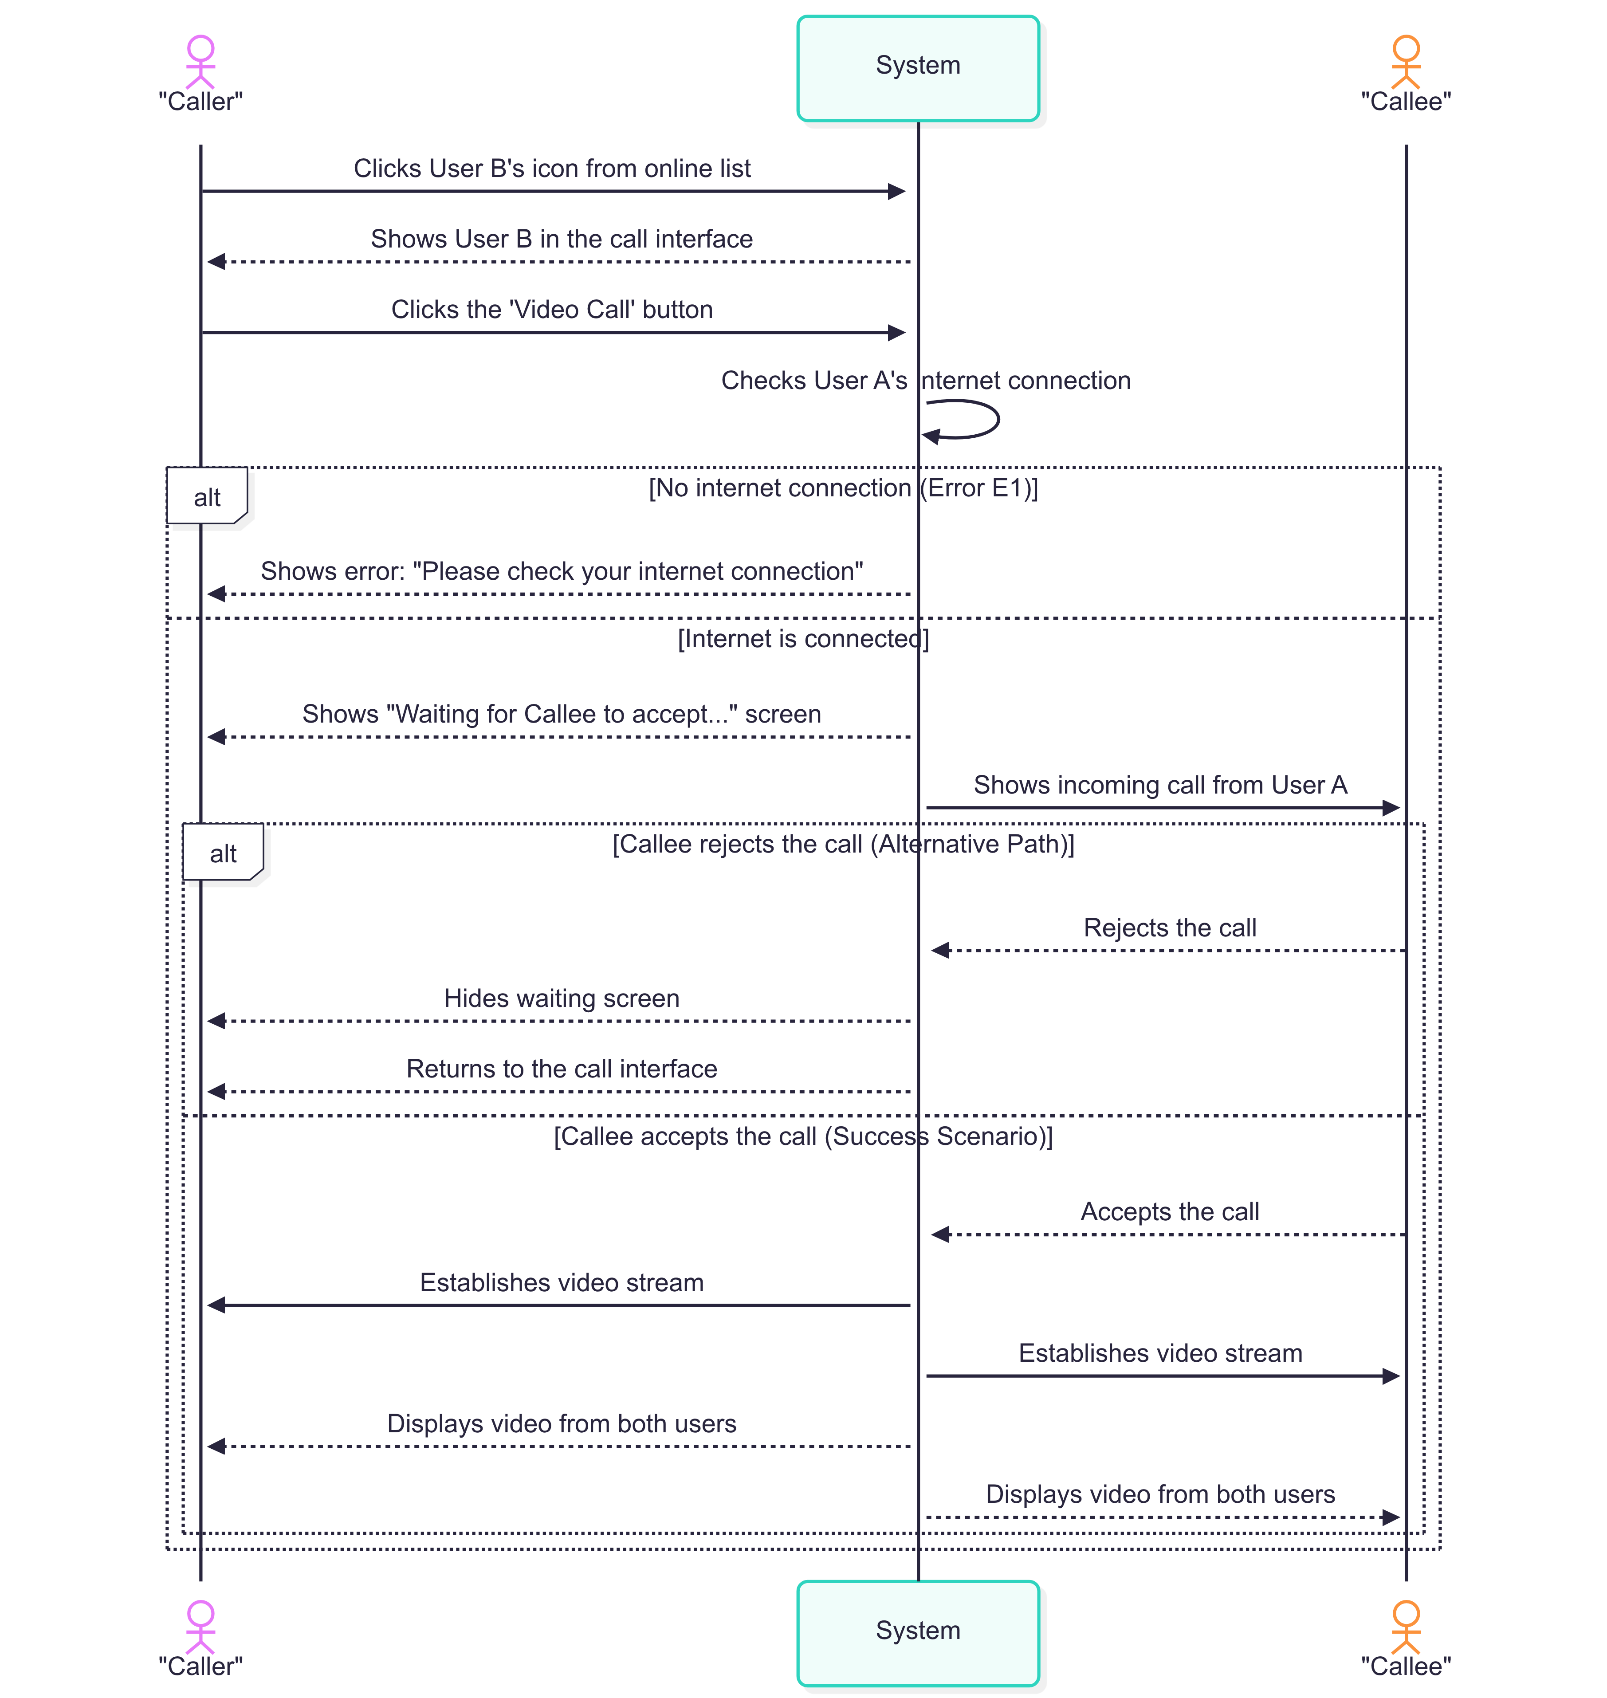 System
"Caller"
"Callee"
Clicks User B's icon from online list
Shows User B in the call interface
Clicks the 'Video Call' button
Checks User A's internet connection
alt
[No internet connection (Error E1)]
Shows error: "Please check your internet connection"
[Internet is connected]
Shows "Waiting for Callee to accept..." screen
Shows incoming call from User A
alt
[Callee rejects the call (Alternative Path)]
Rejects the call
Hides waiting screen
Returns to the call interface
[Callee accepts the call (Success Scenario)]
Accepts the call
Establishes video stream
Establishes video stream
Displays video from both users
Displays video from both users
System
"Caller"
"Callee"